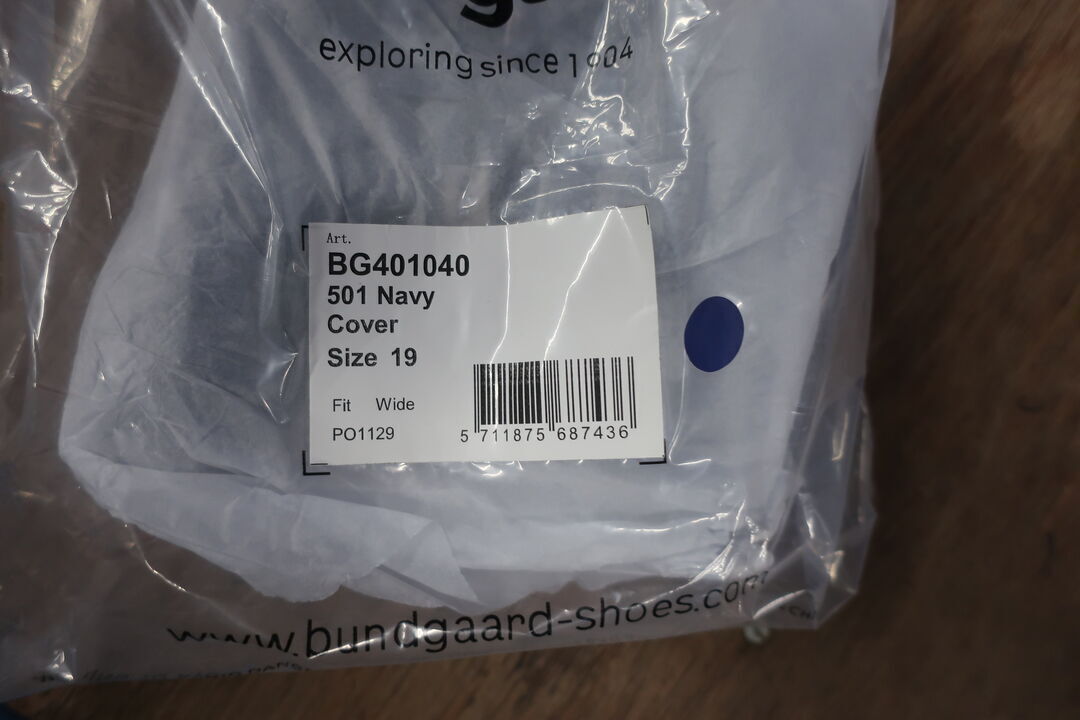 exploring since 1904
Art.
BG401040
501 Navy
Cover
Size 19
Fit Wide
PO1129
5 711875 687436
www.bundgaard-shoes.com